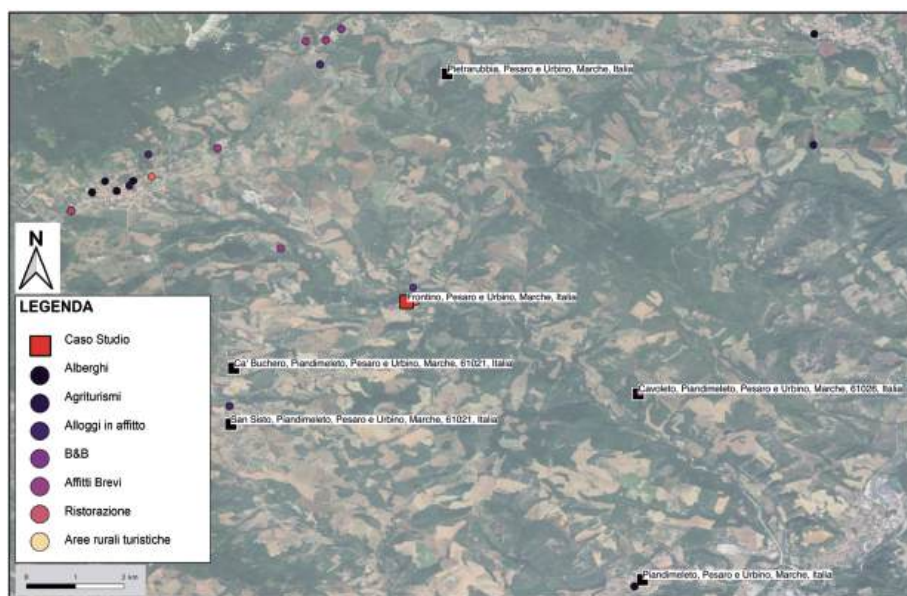 Pietrarubbia, Pesaro e Urbino, Marche, Italia
N
Frontino, Pesaro e Urbino, Marche, Italia
LEGENDA
Caso Studio
Alberghi
Agriturismi
Alloggi in affitto
B&B
Affitti Brevi
Ristorazione
Aree rurali turistiche
Ca' Buchero, Piandimeleto, Pesaro e Urbino, Marche, 61021, Italia
Cavoleto, Piandimeleto, Pesaro e Urbino, Marche, 61026, Italia
San Sisto, Piandimeleto, Pesaro e Urbino, Marche, 61021, Italia
0 1 2 km
Piandimeleto, Pesaro e Urbino, Marche, Italia